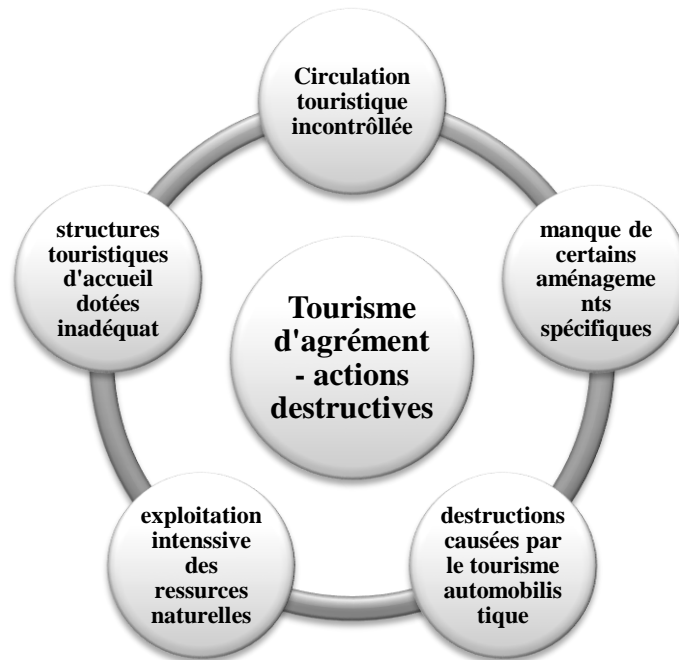 Circulation
touristique
incontrôllée
structures
touristiques
d'accueil
dotées
inadéquat
manque de
certains
aménageme
nts
spécifiques
Tourisme
d'agrément
- actions
destructives
exploitation
intenssive
des
ressurces
naturelles
destructions
causées par
le tourisme
automobilis
tique